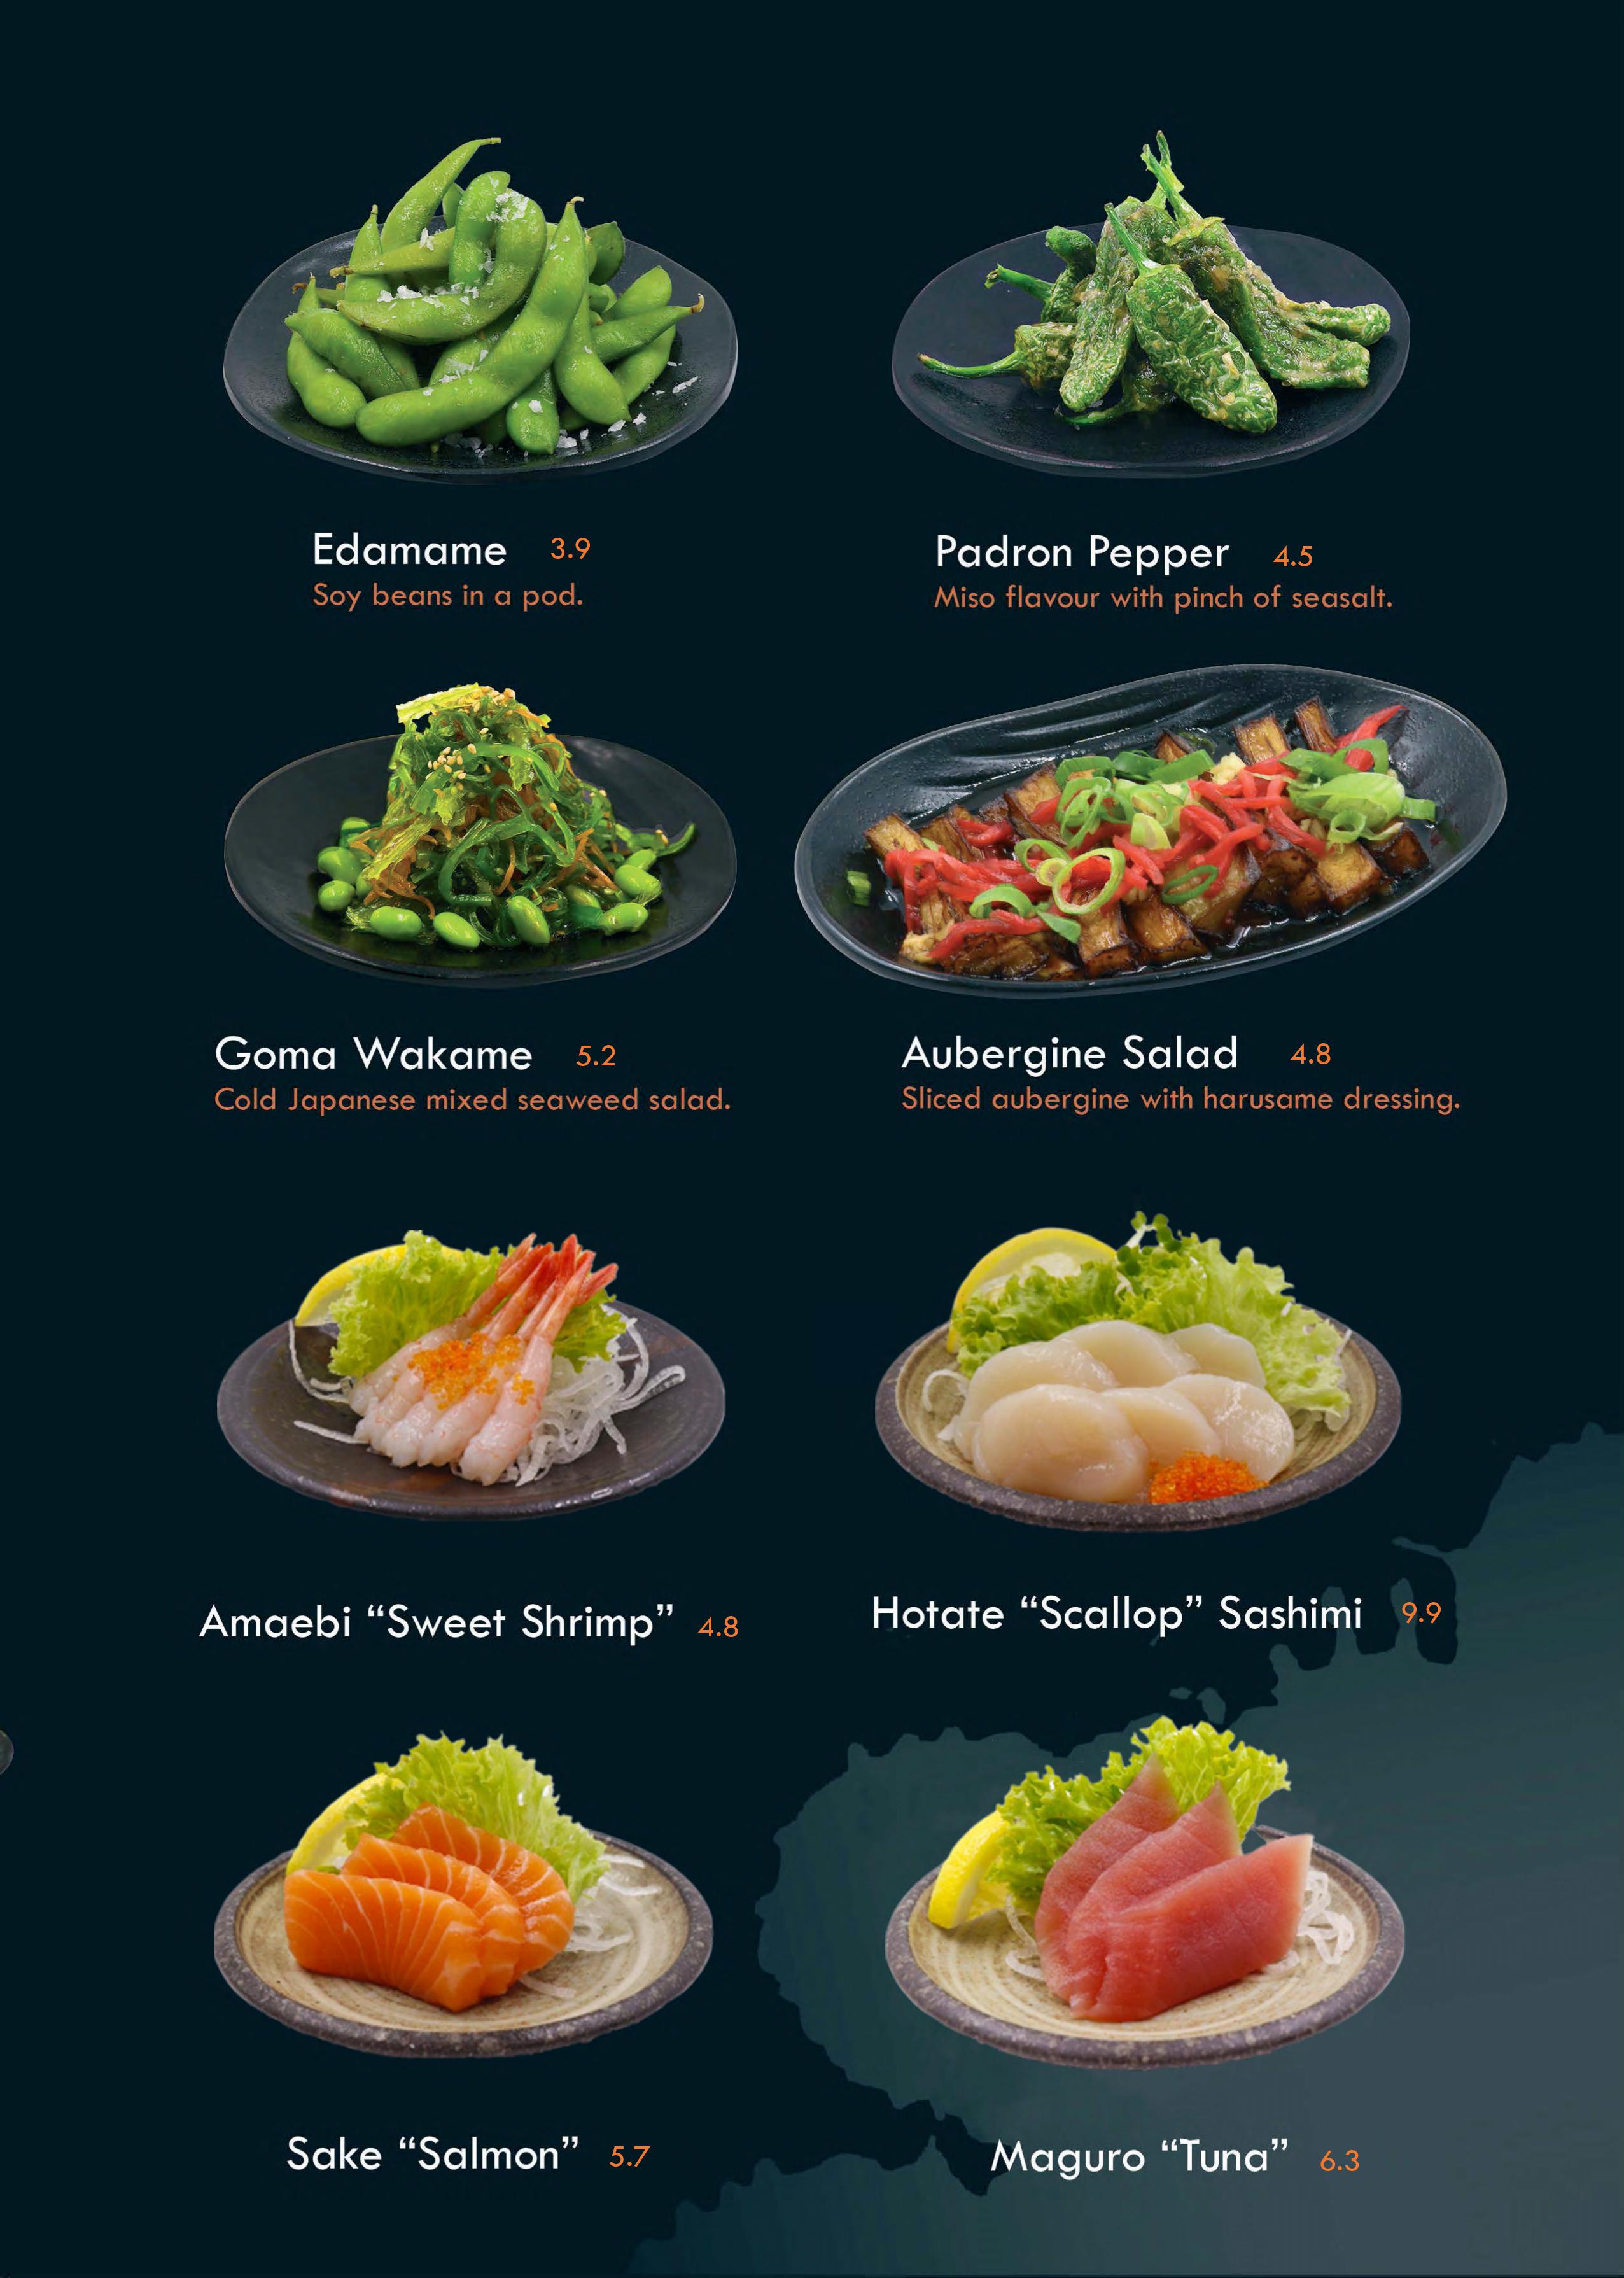 Edamame 3.9
Soy beans in a pod.
Padron Pepper 4.5
Miso flavour with pinch of seasalt.
Goma Wakame 5.2
Cold Japanese mixed seaweed salad.
Aubergine Salad 4.8
Sliced aubergine with harusame dressing.
Amaebi “Sweet Shrimp” 4.8
Hotate “Scallop” Sashimi 9.9
Sake “Salmon” 5.7
Maguro “Tuna” 6.3